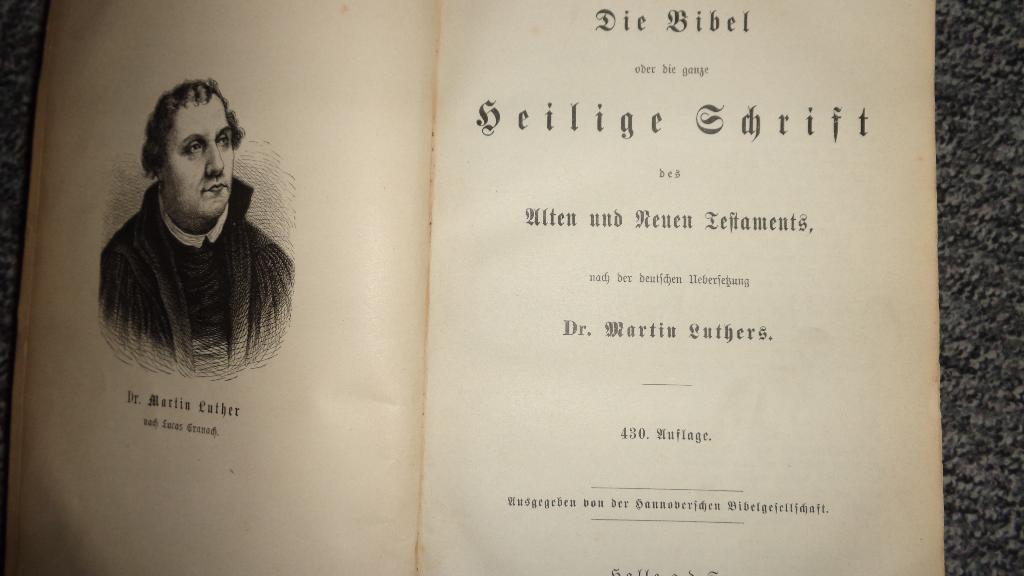 Dr. Martin Luther
nach Lucas Cranach.
Die Bibel
oder die ganze
Heilige Schrift
des
Alten und Neuen Testaments,
nach der deutschen Uebersetzung
Dr. Martin Luthers.
430. Auflage.
Ausgegeben von der Hannoverschen Bibelgesellschaft.